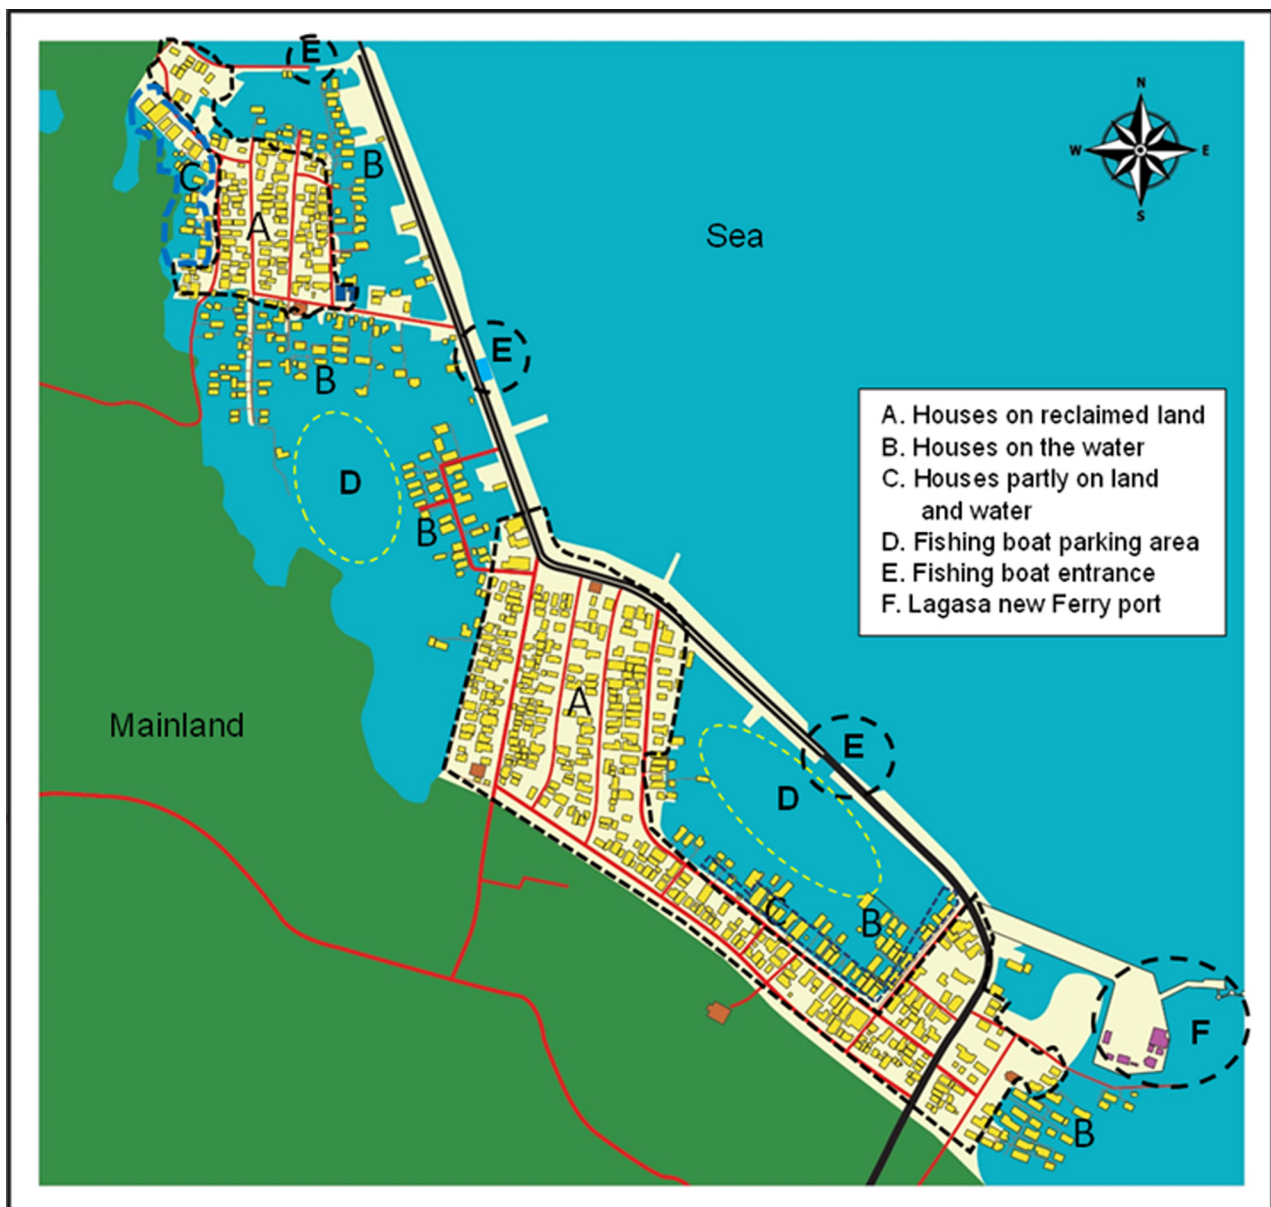 E
N
W E
S
B
C
A
Sea
E
B
A. Houses on reclaimed land
B. Houses on the water
C. Houses partly on land
and water
D. Fishing boat parking area
E. Fishing boat entrance
F. Lagasa new Ferry port
D
B
A
Mainland
E
D
C
B
F
B